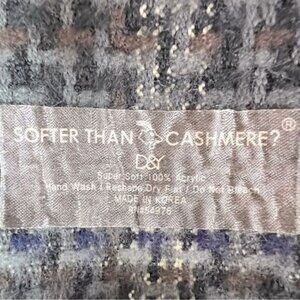 SOFTER THAN CASHMERE?®
D&Y
Super Soft 100% Acrylic
Hand Wash | Reshape Dry Flat | Do Not Bleach
MADE IN KOREA